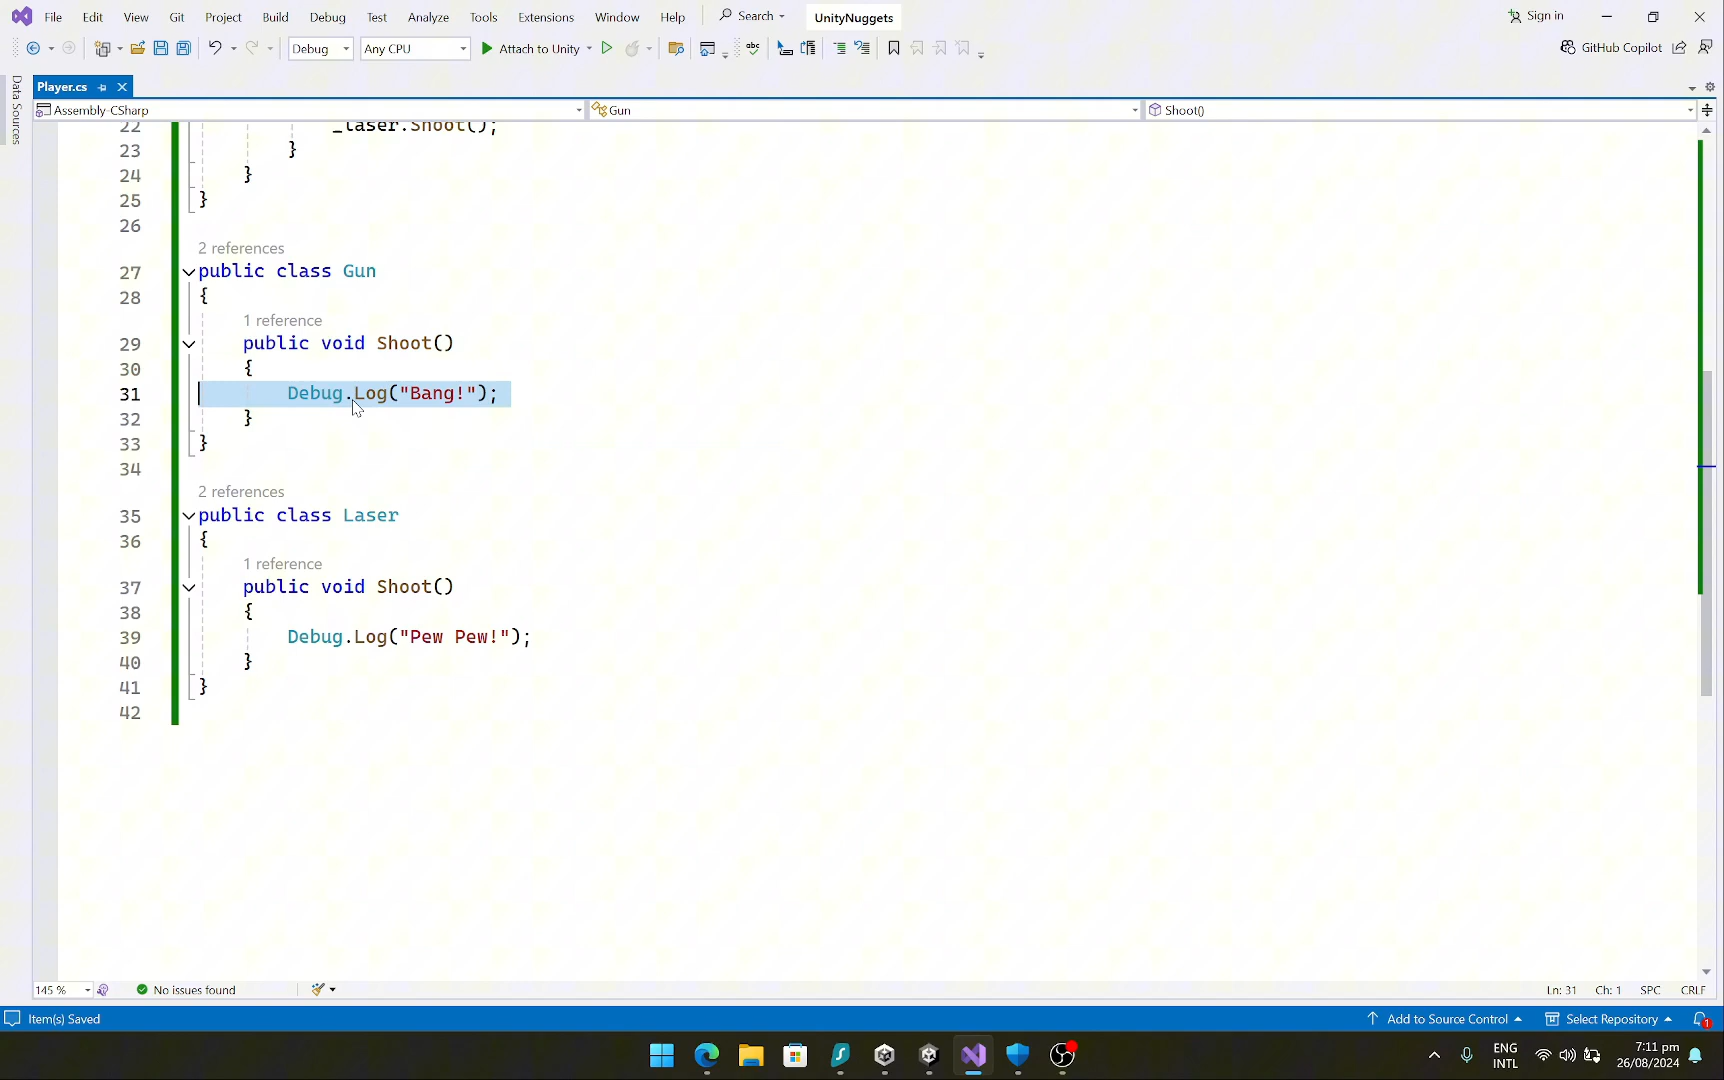 File Edit View Git Project Build Debug Test Analyze Tools Extensions Window Help Search UnityNuggets Sign in
Debug Any CPU Attach to Unity abc GitHub Copilot
Data Sources
Player.cs
Assembly-CSharp Gun Shoot()
22 _laser.Shoot();
23 }
24 }
25 }
26
2 references
27 public class Gun
28 {
1 reference
29 public void Shoot()
30 {
31 Debug.Log("Bang!");
32 }
33 }
34
2 references
35 public class Laser
36 {
1 reference
37 public void Shoot()
38 {
39 Debug.Log("Pew Pew!");
40 }
41 }
42
145 % No issues found Ln: 31 Ch: 1 SPC CRLF
Item(s) Saved Add to Source Control Select Repository 1
ENG 7:11 pm
INTL 26/08/2024